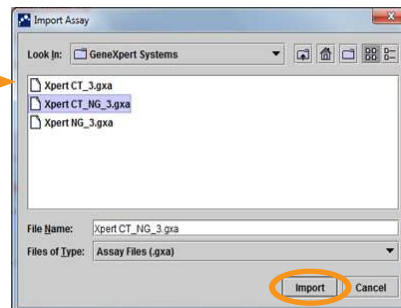 Import Assay
Look In: GeneXpert Systems
Xpert CT_3.gxa
Xpert CT_NG_3.gxa
Xpert NG_3.gxa
File Name: Xpert CT_NG_3.gxa
Files of Type: Assay Files (.gxa)
Import Cancel